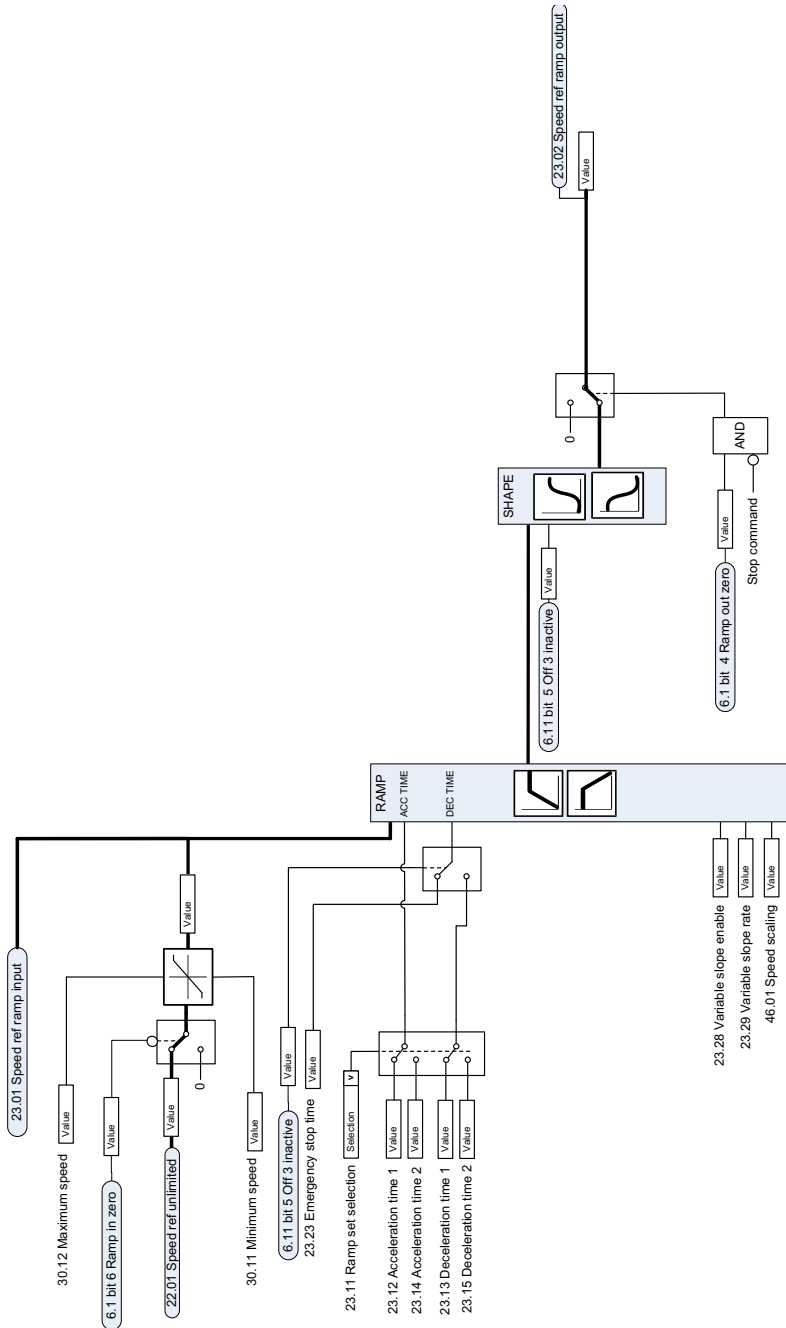 23.01 Speed ref ramp input
30.12 Maximum speed
Value
6.1 bit 6 Ramp in zero
Value
22.01 Speed ref unlimited
Value
0
Value
30.11 Minimum speed
Value
6.11 bit 5 Off 3 inactive
Value
23.23 Emergency stop time
Value
23.11 Ramp set selection
Selection
v
23.12 Acceleration time 1
Value
23.14 Acceleration time 2
Value
23.13 Deceleration time 1
Value
23.15 Deceleration time 2
Value
RAMP
ACC TIME
DEC TIME
23.28 Variable slope enable
Value
23.29 Variable slope rate
Value
46.01 Speed scaling
Value
SHAPE
6.11 bit 5 Off 3 inactive
Value
0
6.1 bit 4 Ramp out zero
Value
Stop command
AND
23.02 Speed ref ramp output
Value